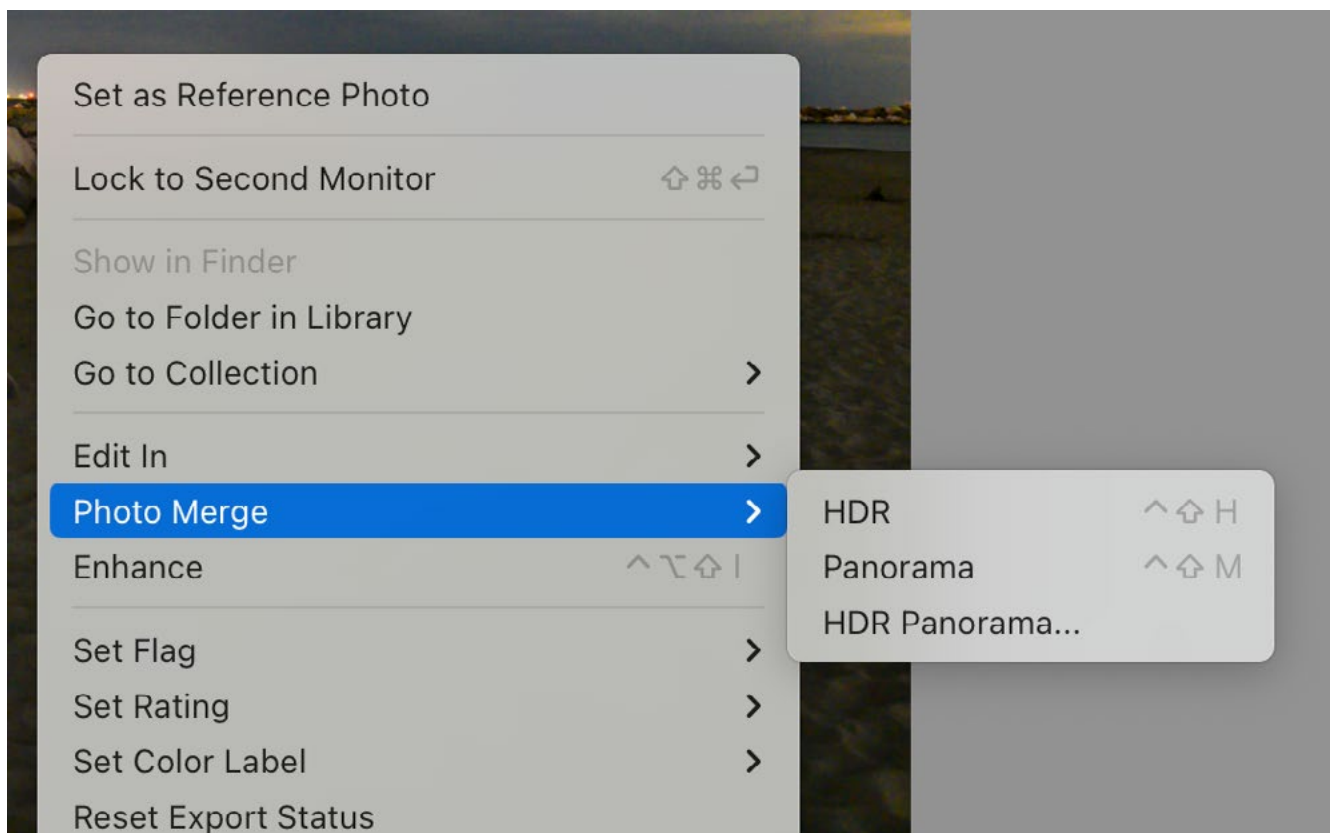 Set as Reference Photo
Lock to Second Monitor ⇧⌘↩
Show in Finder
Go to Folder in Library
Go to Collection >
Edit In >
Photo Merge >
Enhance ^⌥⇧I
Set Flag >
Set Rating >
Set Color Label >
Reset Export Status
HDR ^⇧H
Panorama ^⇧M
HDR Panorama...